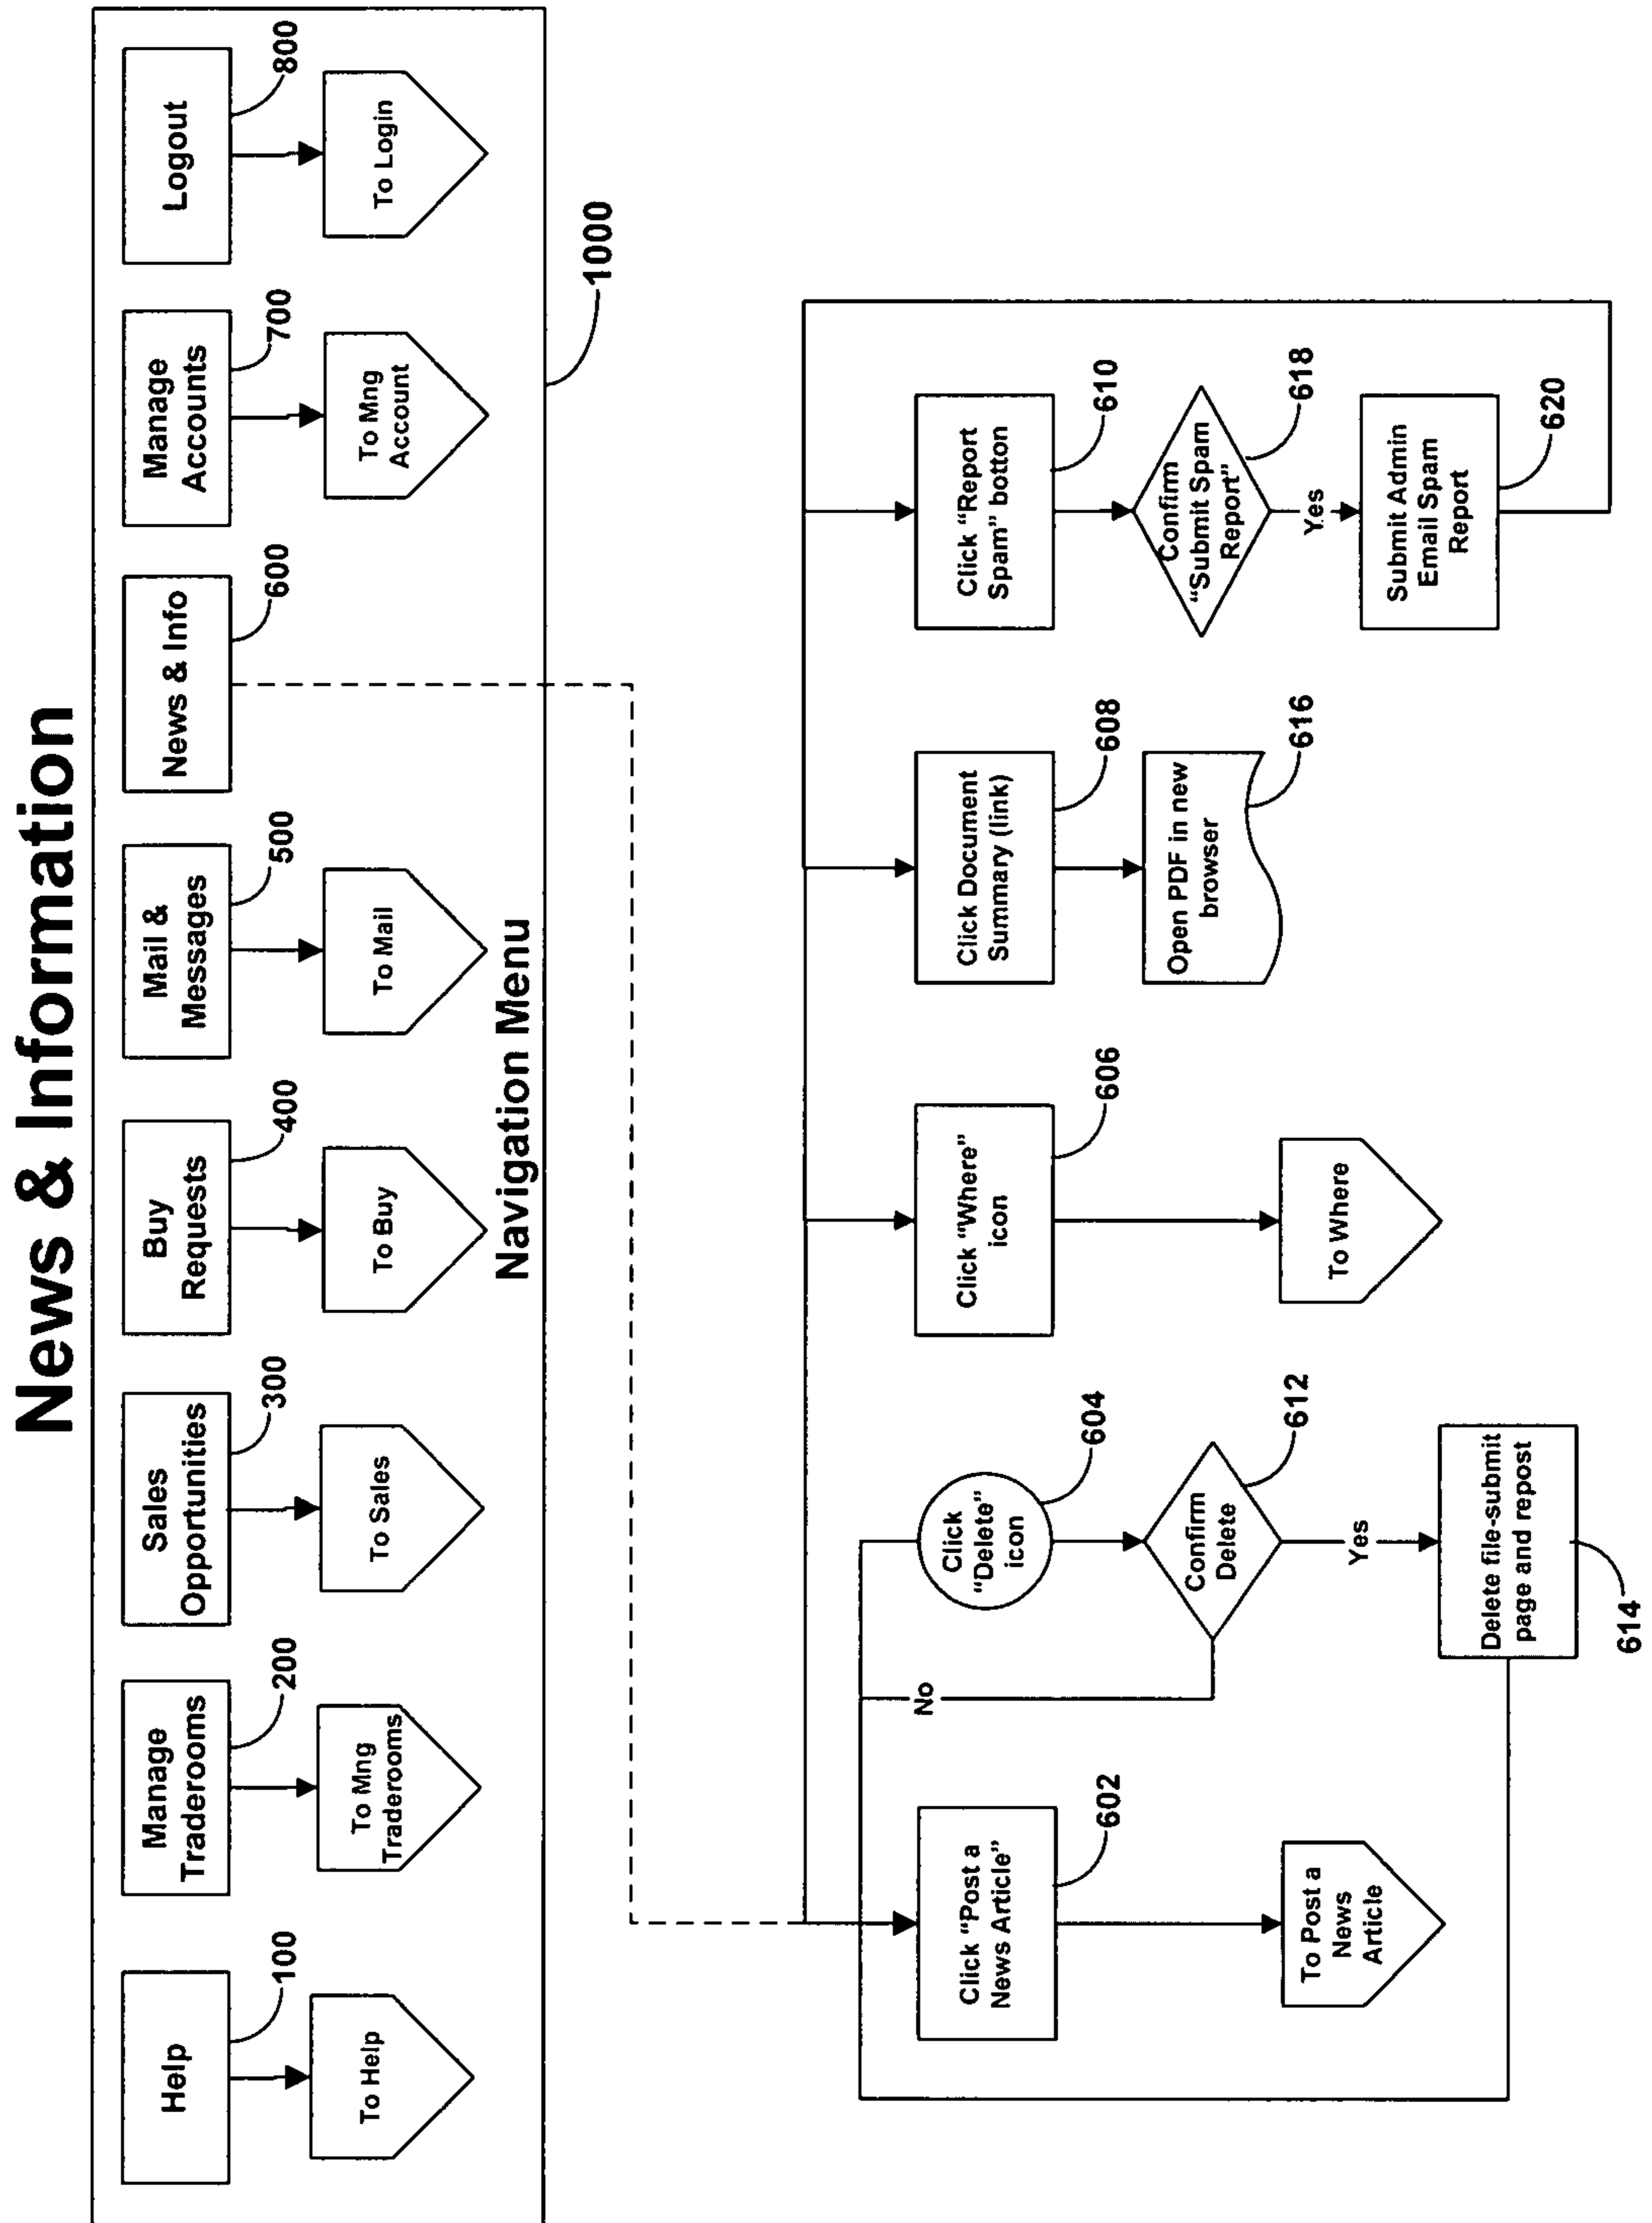 News & Information
Help
100
To Help
Manage
Traderooms
200
To Mng
Traderooms
Sales
Opportunities
300
To Sales
Buy
Requests
400
To Buy
Mail &
Messages
500
To Mail
News & Info
600
Manage
Accounts
700
To Mng
Account
Logout
800
To Login
Navigation Menu
1000
Click “Post a
News Article”
602
To Post a
News
Article
Click
“Delete”
icon
604
Confirm
Delete
612
No
Yes
Delete file-submit
page and repost
614
Click “Where”
icon
606
To Where
Click Document
Summary (link)
608
Open PDF in new
browser
616
Click “Report
Spam” botton
610
Confirm
“Submit Spam
Report”
618
Yes
Submit Admin
Email Spam
Report
620